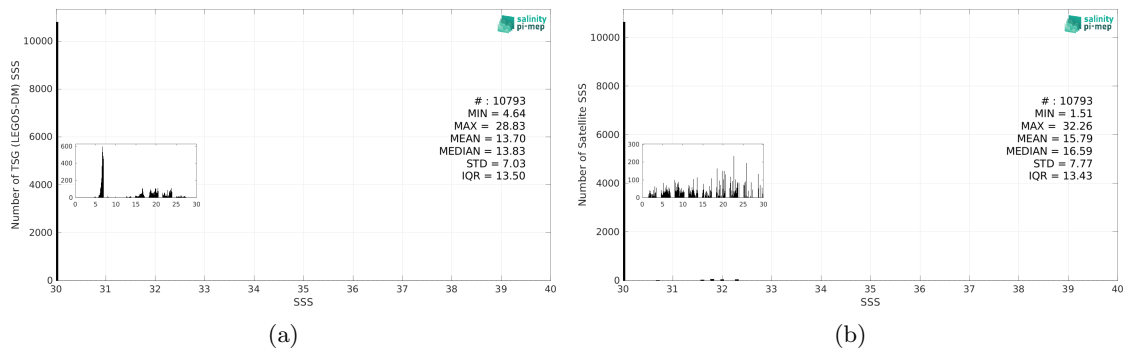 salinity
pi-mep
Number of TSG (LEGOS-DM) SSS
10000
8000
6000
4000
2000
0
# : 10793
MIN = 4.64
MAX = 28.83
MEAN = 13.70
MEDIAN = 13.83
STD = 7.03
IQR = 13.50
600
400
200
0
0 5 10 15 20 25 30
30 31 32 33 34 35 36 37 38 39 40
SSS
(a)
salinity
pi-mep
Number of Satellite SSS
10000
8000
6000
4000
2000
0
# : 10793
MIN = 1.51
MAX = 32.26
MEAN = 15.79
MEDIAN = 16.59
STD = 7.77
IQR = 13.43
300
200
100
0
0 5 10 15 20 25 30
30 31 32 33 34 35 36 37 38 39 40
SSS
(b)